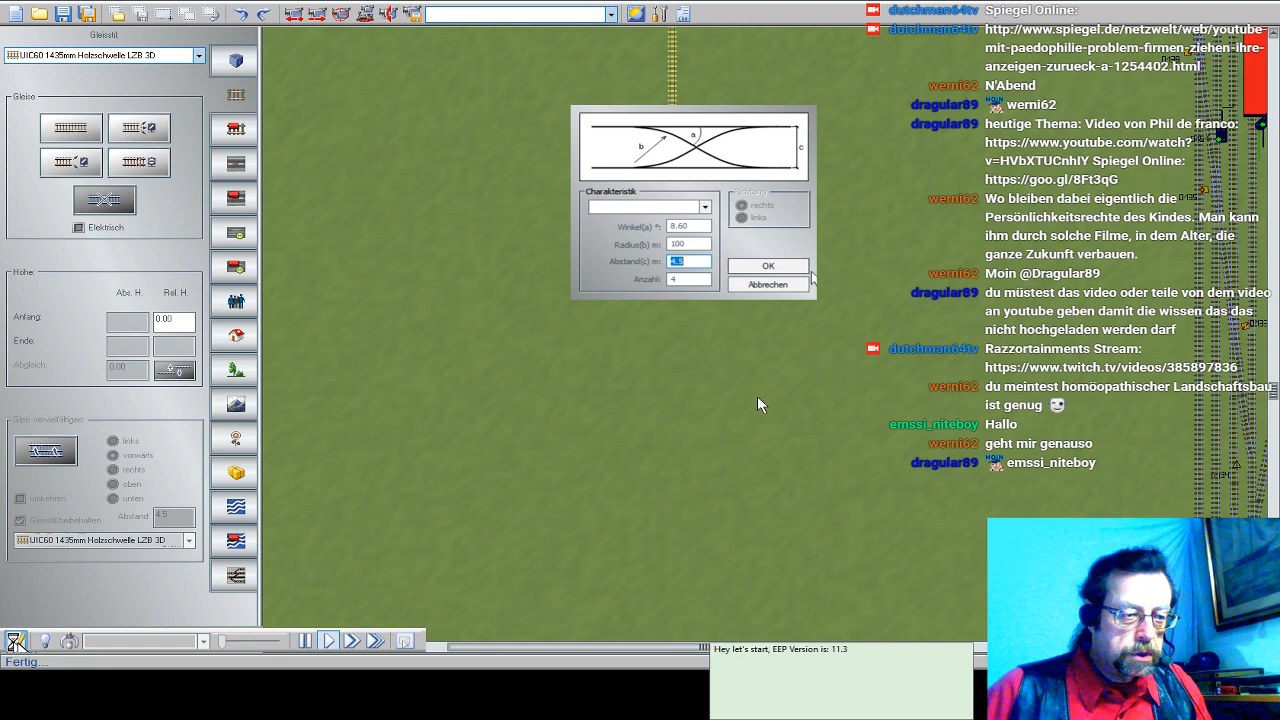 Gleisstil
UIC60 1435mm Holzschwelle LZB 3D
Gleise
Elektrisch
Höhe:
Abs. H.
Rel. H.
Anfang:
0.00
Ende:
Abgleich:
0.00
Gleis vervielfältigen:
links
vorwärts
rechts
oben
umkehren
unten
Gleisstil beibehalten
Abstand:
4.5
UIC60 1435mm Holzschwelle LZB 3D
Fertig...
a
b
c
Charakteristik
Winkel(a) °:
8.60
Radius(b) m:
100
Abstand(c) m:
4.5
Anzahl:
4
Richtung:
rechts
links
OK
Abbrechen
Hey let's start, EEP Version is: 11.3
dutchman64tv Spiegel Online:
dutchman64tv http://www.spiegel.de/netzwelt/web/youtube-
mit-paedophilie-problem-firmen-ziehen-ihre-
anzeigen-zurueck-a-1254402.html
werni62 N'Abend
dragular89 MOIN werni62
dragular89 heutige Thema: Video von Phil de franco:
https://www.youtube.com/watch?
v=HVbXTUCnhIY Spiegel Online:
https://goo.gl/8Ft3qG
werni62 Wo bleiben dabei eigentlich die
Persönlichkeitsrechte des Kindes. Man kann
ihm durch solche Filme, in dem Alter, die
ganze Zukunft verbauen.
werni62 Moin @Dragular89
dragular89 du müstest das video oder teile von dem video
an youtube geben damit die wissen das das
nicht hochgeladen werden darf
dutchman64tv Razzortainments Stream:
https://www.twitch.tv/videos/385897836
werni62 du meintest homöopathischer Landschaftsbau
ist genug 😉
emssi_niteboy Hallo
werni62 geht mir genauso
dragular89 MOIN emssi_niteboy